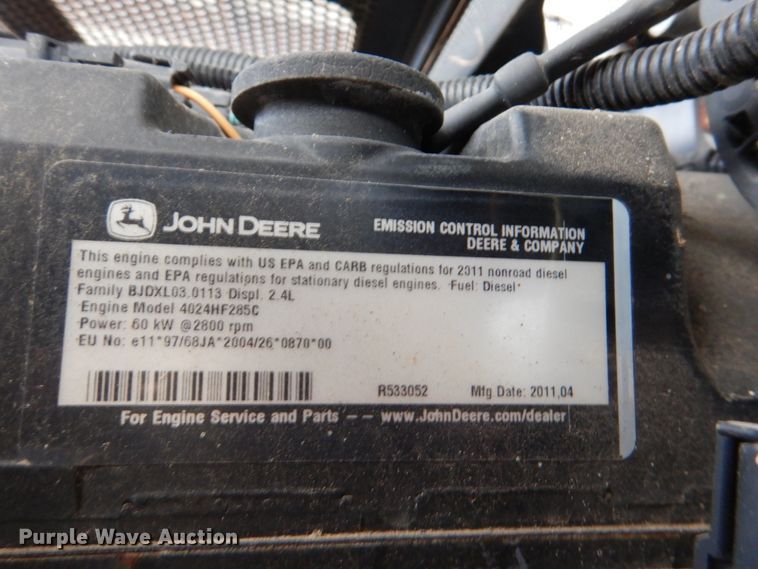 JOHN DEERE
EMISSION CONTROL INFORMATION
DEERE & COMPANY
This engine complies with US EPA and CARB regulations for 2011 nonroad diesel
engines and EPA regulations for stationary diesel engines. Fuel: Diesel
Family BJDXL03.0113 Displ. 2.4L
Engine Model 4024HF285C
Power: 60 kW @2800 rpm
EU No: e11*97/68JA*2004/26*0870*00
R533052 Mfg Date: 2011,04
For Engine Service and Parts -- www.JohnDeere.com/dealer
Purple Wave Auction